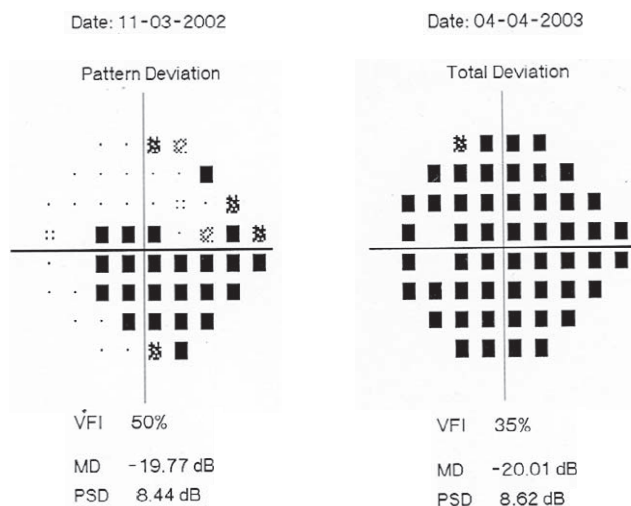 Date: 11-03-2002
Date: 04-04-2003
Pattern Deviation
Total Deviation
VFI 50%
VFI 35%
MD -19.77 dB
MD -20.01 dB
PSD 8.44 dB
PSD 8.62 dB